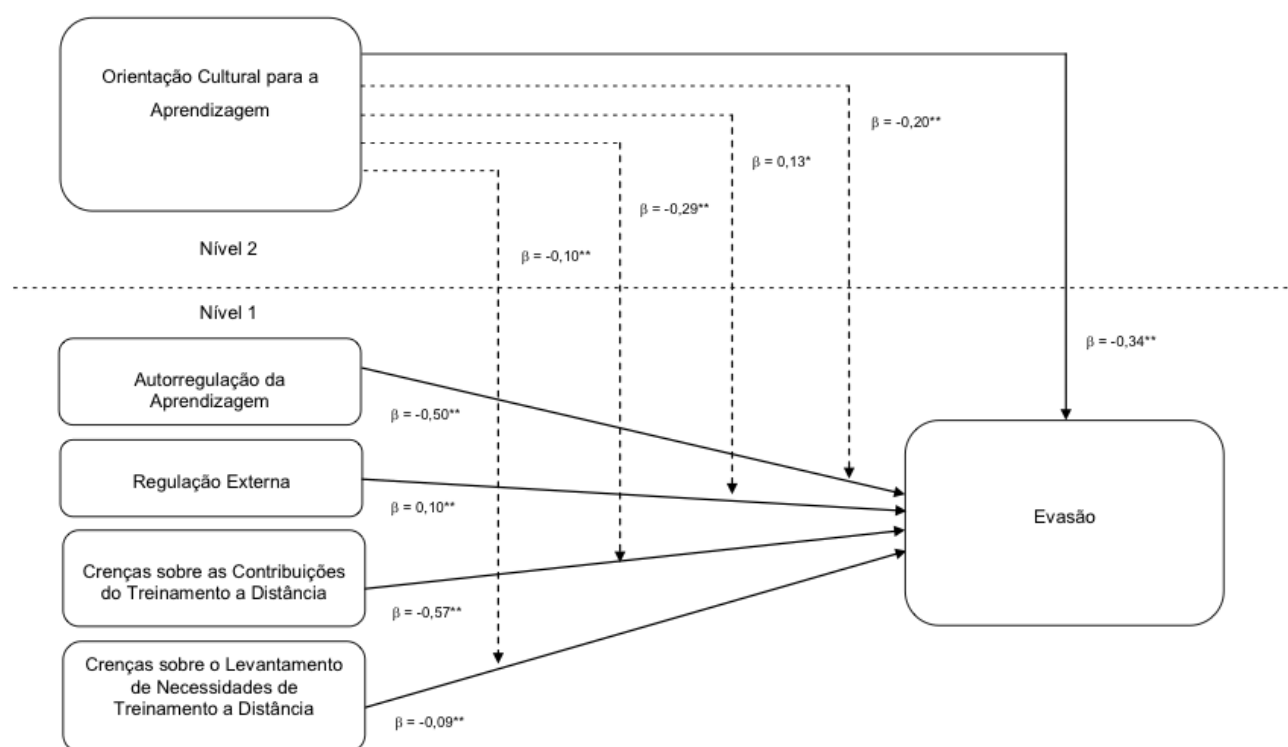 Orientação Cultural para a
Aprendizagem
β = -0,20**
β = 0,13*
β = -0,29**
β = -0,10**
Nível 2
Nível 1
β = -0,34**
Autorregulação da
Aprendizagem
β = -0,50**
Regulação Externa
β = 0,10**
Crenças sobre as Contribuições
do Treinamento a Distância
β = -0,57**
Crenças sobre o Levantamento
de Necessidades de
Treinamento a Distância
β = -0,09**
Evasão